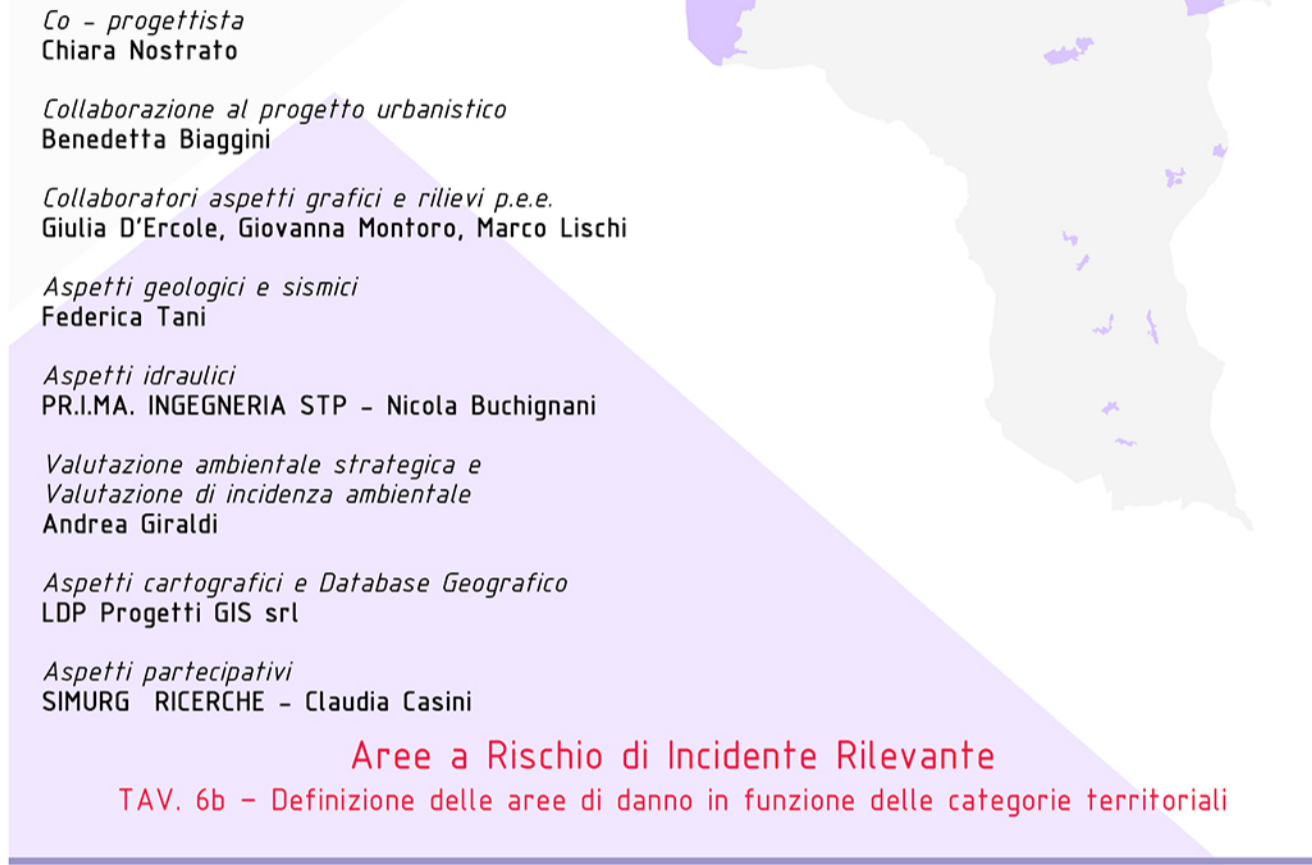 Co - progettista
Chiara Nostrato
Collaborazione al progetto urbanistico
Benedetta Biaggini
Collaboratori aspetti grafici e rilievi p.e.e.
Giulia D'Ercole, Giovanna Montoro, Marco Lischi
Aspetti geologici e sismici
Federica Tani
Aspetti idraulici
PR.I.MA. INGEGNERIA STP - Nicola Buchignani
Valutazione ambientale strategica e
Valutazione di incidenza ambientale
Andrea Giraldi
Aspetti cartografici e Database Geografico
LDP Progetti GIS srl
Aspetti partecipativi
SIMURG RICERCHE - Claudia Casini
Aree a Rischio di Incidente Rilevante
TAV. 6b - Definizione delle aree di danno in funzione delle categorie territoriali